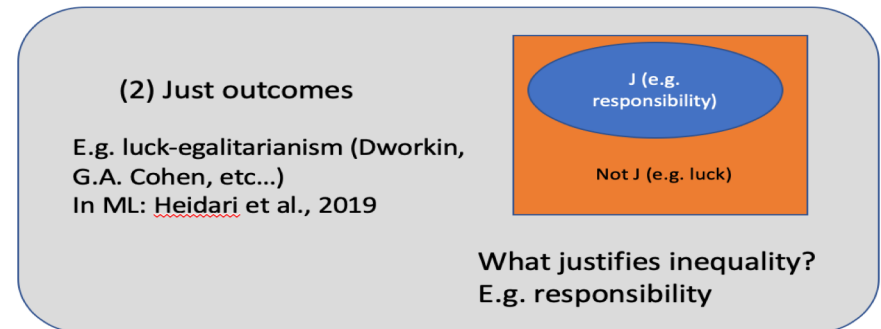 (2) Just outcomes
E.g. luck-egalitarianism (Dworkin,
G.A. Cohen, etc...)
In ML: Heidari et al., 2019
J (e.g.
responsibility)
Not J (e.g. luck)
What justifies inequality?
E.g. responsibility